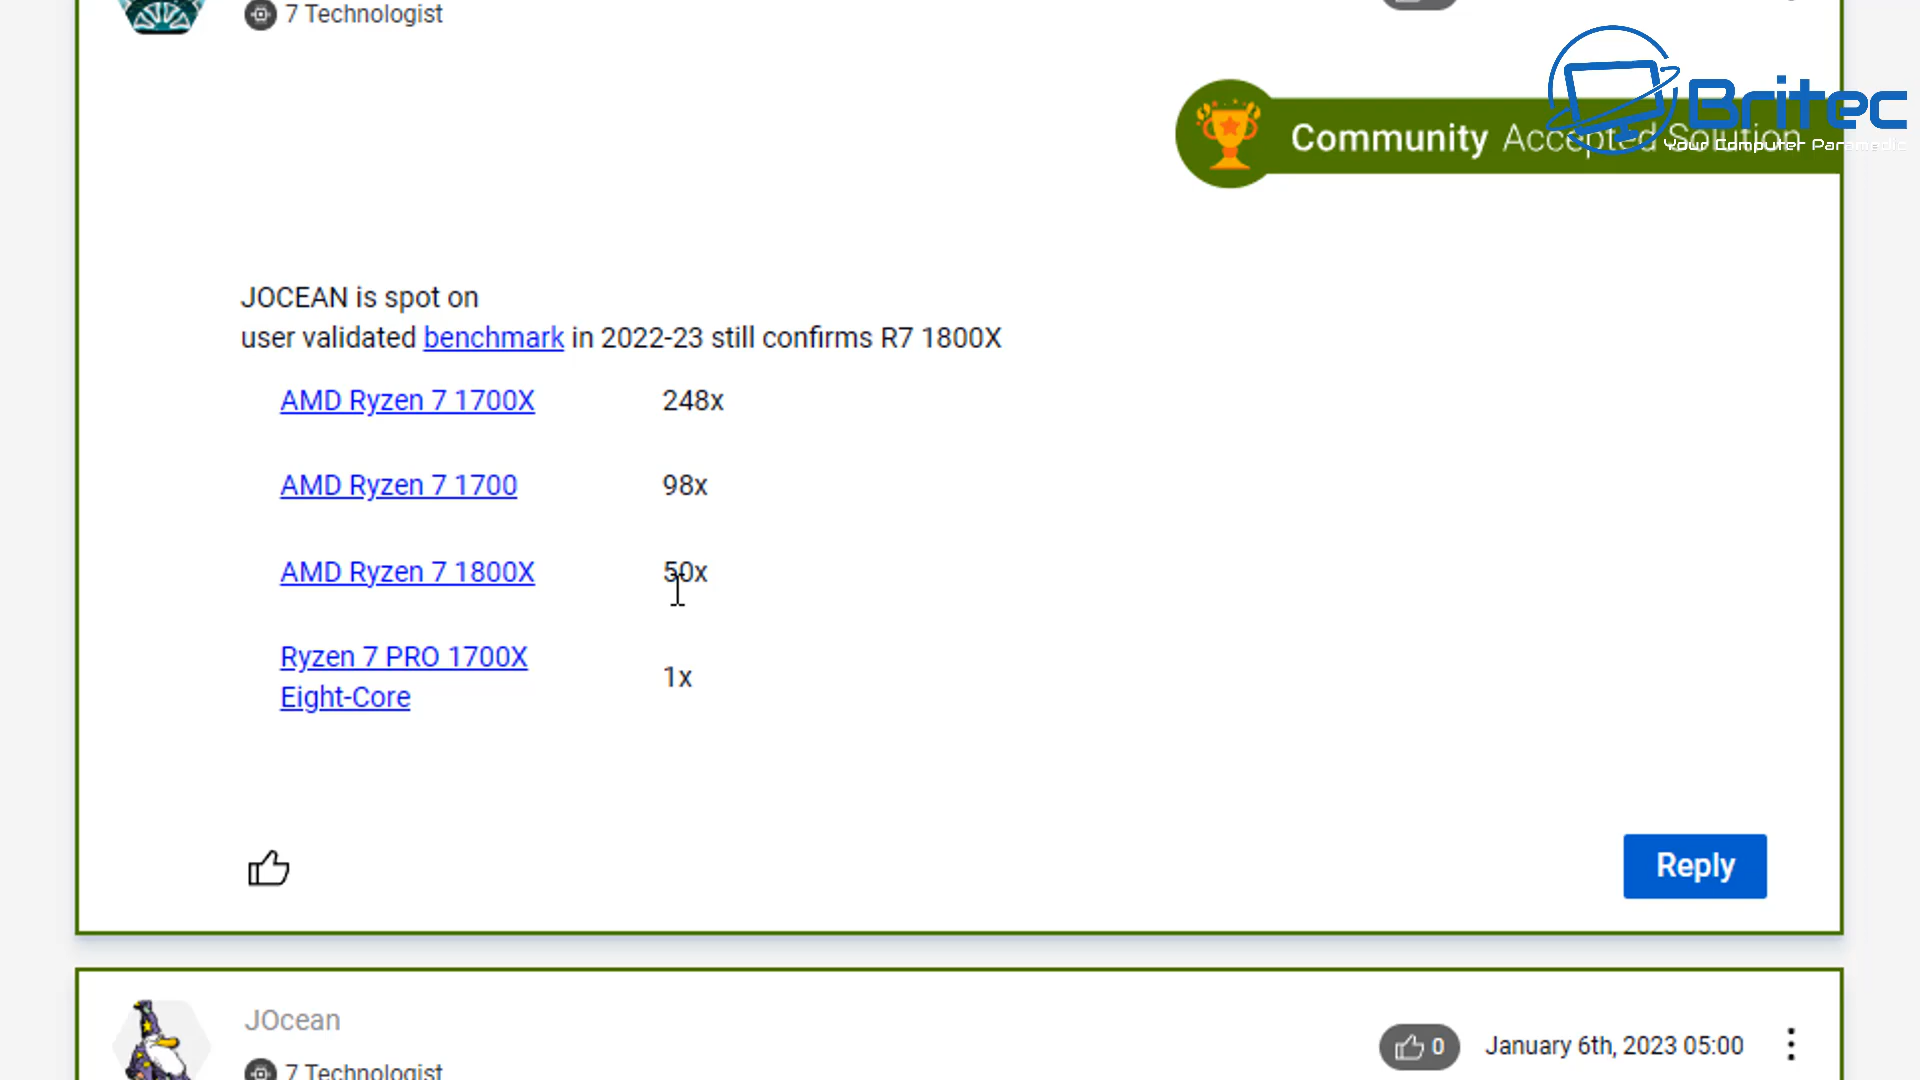 7 Technologist
Britec
Your Computer Paramedic
Community Accepted Solution
JOCEAN is spot on
user validated benchmark in 2022-23 still confirms R7 1800X
AMD Ryzen 7 1700X 248x
AMD Ryzen 7 1700 98x
AMD Ryzen 7 1800X 50x
Ryzen 7 PRO 1700X
Eight-Core
1x
Reply
JOcean
0 January 6th, 2023 05:00
7 Technologist